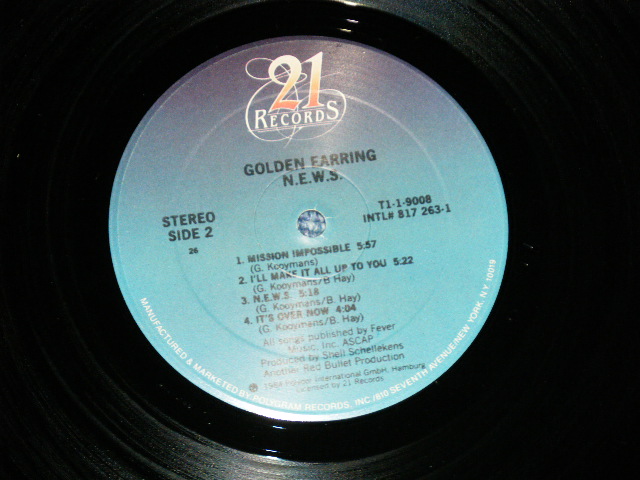 21
RECORDS
GOLDEN EARRING
N.E.W.S.
STEREO
SIDE 2
26
T1-1-9008
INTL# 817 263-1
1. MISSION IMPOSSIBLE 5:57
(G. Kooymans)
2. I'LL MAKE IT ALL UP TO YOU 5:22
(G. Kooymans/B. Hay)
3. N.E.W.S. 5:18
(G. Kooymans/B. Hay)
4. IT'S OVER NOW 4:04
(G. Kooymans/B. Hay)
All songs published by Fever
Music, Inc. ASCAP
Produced by Shell Schellekens
Another Red Bullet Production
℗ 1984 Polydor International GmbH, Hamburg
Licensed by 21 Records
MANUFACTURED & MARKETED BY POLYGRAM RECORDS, INC./810 SEVENTH AVENUE/NEW YORK, N.Y. 10019